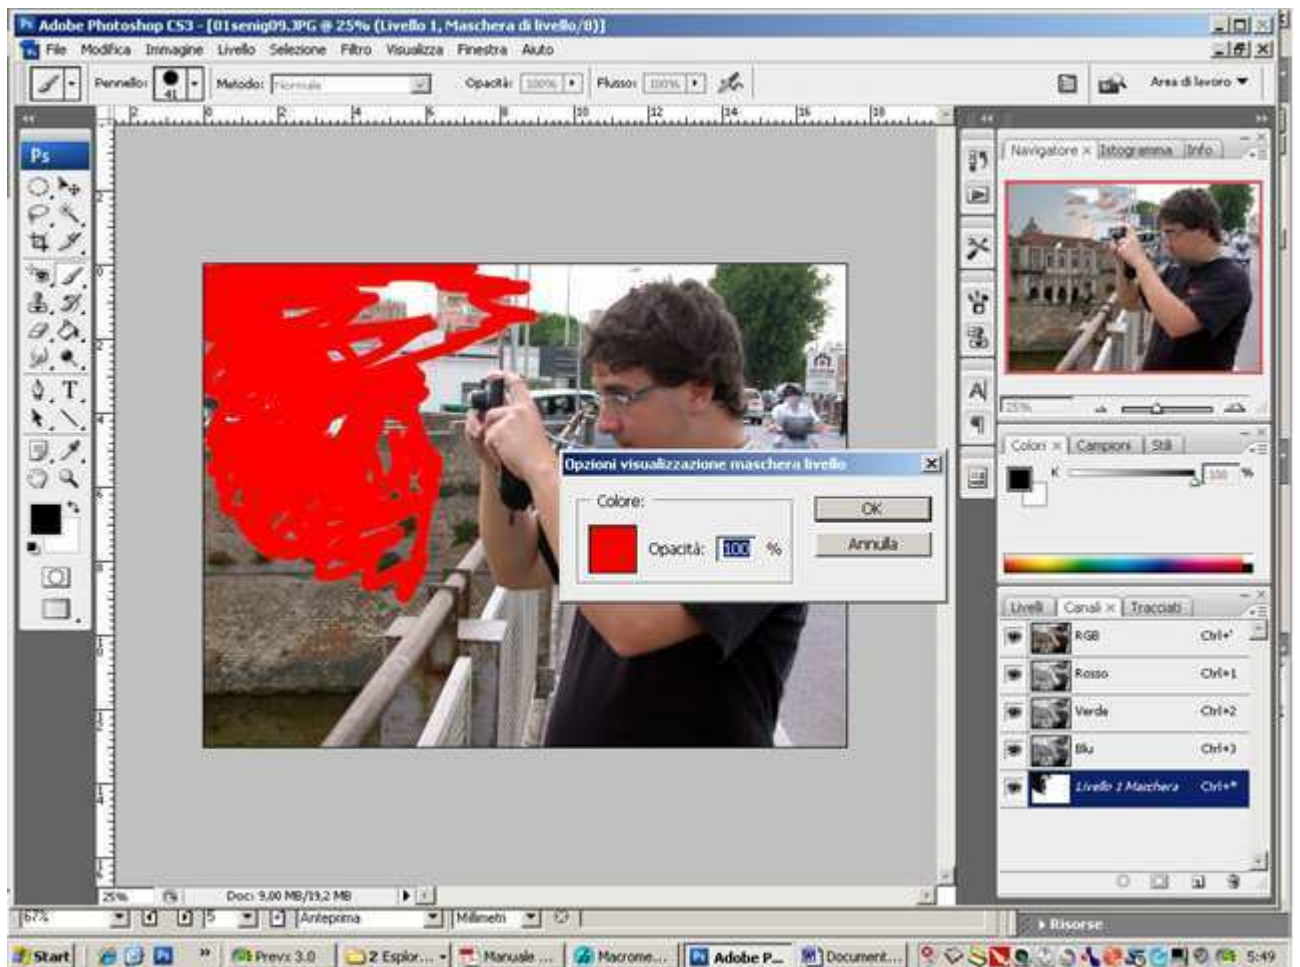 Adobe Photoshop CS3 - [01senig09.JPG @ 25% (Livello 1, Maschera di livello/8)]
File Modifica Immagine Livello Selezione Filtro Visualizza Finestra Aiuto
Pennello: 41 Metodo: Normale Opacità: 100% Flusso: 100% Area di lavoro
Ps
Navigatore Istogramma Info
25%
Colori Campioni Stili
K 100 %
Opzioni visualizzazione maschera livello
Colore:
Opacità: 100 %
OK
Annulla
Livelli Canali Tracciati
RGB Ctrl+'
Rosso Ctrl+1
Verde Ctrl+2
Blu Ctrl+3
Livello 1 Maschera Ctrl+*
25% Doc: 9,00 MB/19,2 MB
67% 5 Anteprima Millimetri
Risorse
Start Prevx 3.0 2 Esplor... Manuale ... Macrome... Adobe P... Document... 5:49